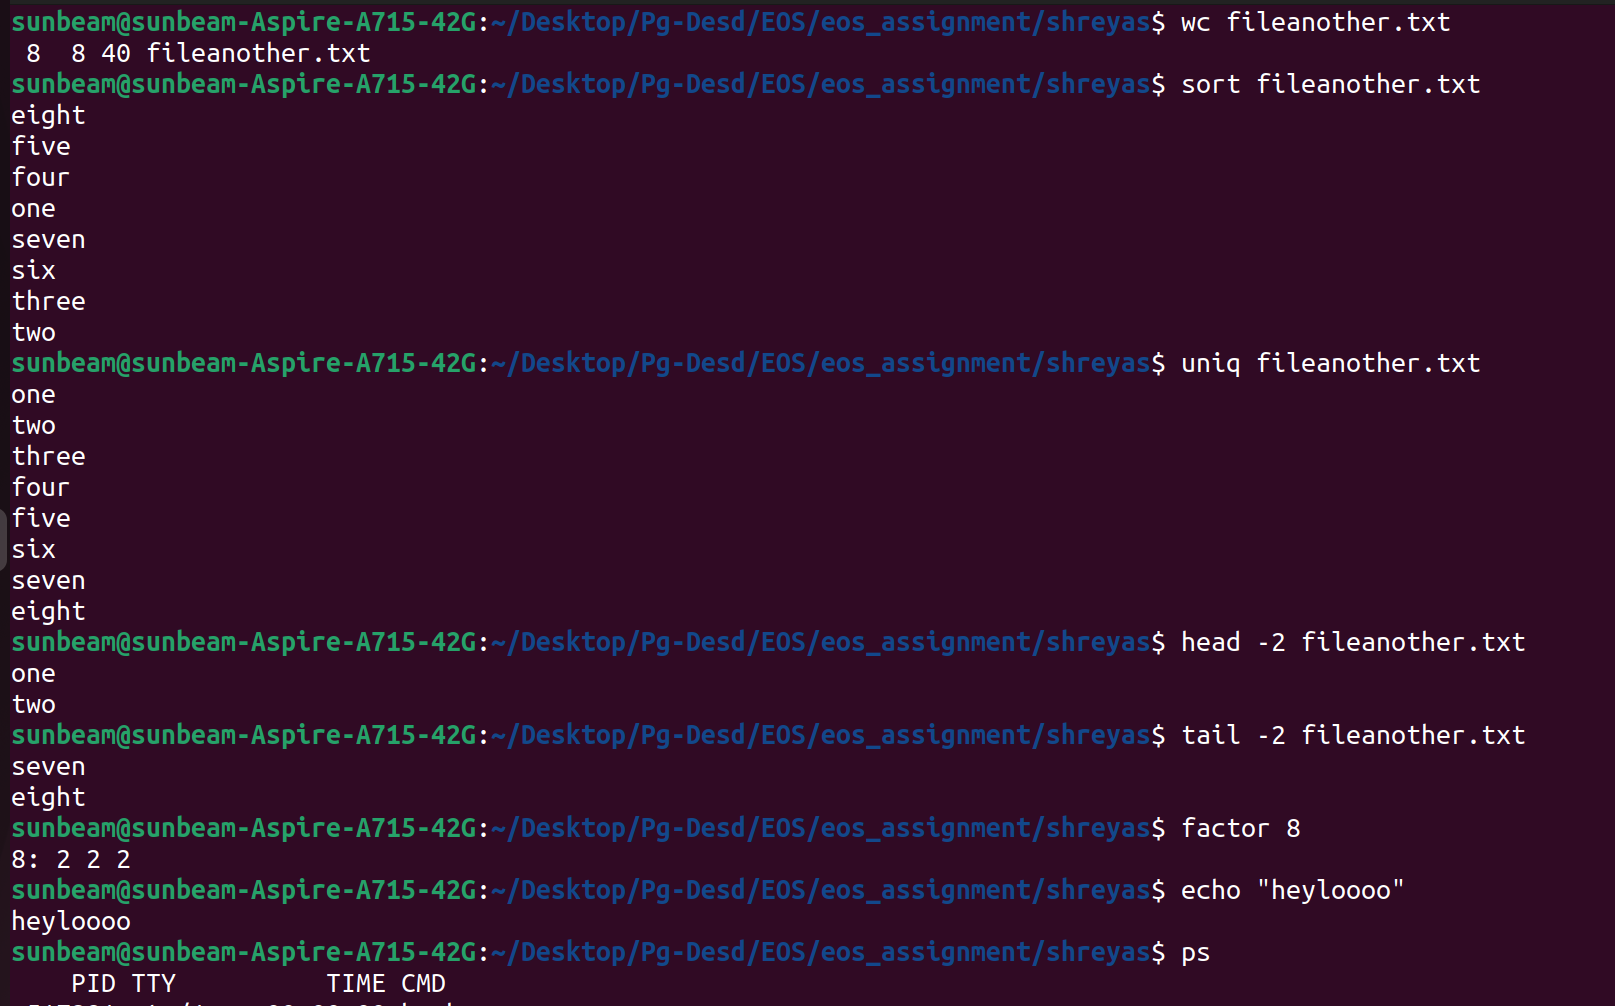 sunbeam@sunbeam-Aspire-A715-42G:~/Desktop/Pg-Desd/EOS/eos_assignment/shreyas$ wc fileanother.txt
 8  8 40 fileanother.txt
sunbeam@sunbeam-Aspire-A715-42G:~/Desktop/Pg-Desd/EOS/eos_assignment/shreyas$ sort fileanother.txt
eight
five
four
one
seven
six
three
two
sunbeam@sunbeam-Aspire-A715-42G:~/Desktop/Pg-Desd/EOS/eos_assignment/shreyas$ uniq fileanother.txt
one
two
three
four
five
six
seven
eight
sunbeam@sunbeam-Aspire-A715-42G:~/Desktop/Pg-Desd/EOS/eos_assignment/shreyas$ head -2 fileanother.txt
one
two
sunbeam@sunbeam-Aspire-A715-42G:~/Desktop/Pg-Desd/EOS/eos_assignment/shreyas$ tail -2 fileanother.txt
seven
eight
sunbeam@sunbeam-Aspire-A715-42G:~/Desktop/Pg-Desd/EOS/eos_assignment/shreyas$ factor 8
8: 2 2 2
sunbeam@sunbeam-Aspire-A715-42G:~/Desktop/Pg-Desd/EOS/eos_assignment/shreyas$ echo "heyloooo"
heyloooo
sunbeam@sunbeam-Aspire-A715-42G:~/Desktop/Pg-Desd/EOS/eos_assignment/shreyas$ ps
    PID TTY          TIME CMD